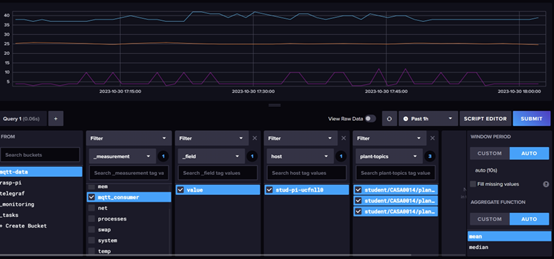 40
35
30
25
20
15
10
5
2023-10-30 17:15:00
2023-10-30 17:30:00
2023-10-30 17:45:00
2023-10-30 18:00:00
Query 1 (0.06s)
+
View Raw Data
Past 1h
SCRIPT EDITOR
SUBMIT
FROM
Search buckets
mqtt-data
rasp-pi
telegraf
_monitoring
_tasks
+ Create Bucket
Filter
_measurement
1
Search _measurement tag va
mem
mqtt_consumer
net
processes
swap
system
temp
Filter
_field
1
Search _field tag values
value
Filter
host
1
Search host tag values
stud-pi-ucfnllb
Filter
plant-topics
3
Search plant-topics tag value
student/CASA0014/plan…
student/CASA0014/plan…
student/CASA0014/plan…
WINDOW PERIOD
CUSTOM
AUTO
auto (10s)
Fill missing values
?
AGGREGATE FUNCTION
CUSTOM
AUTO
mean
median